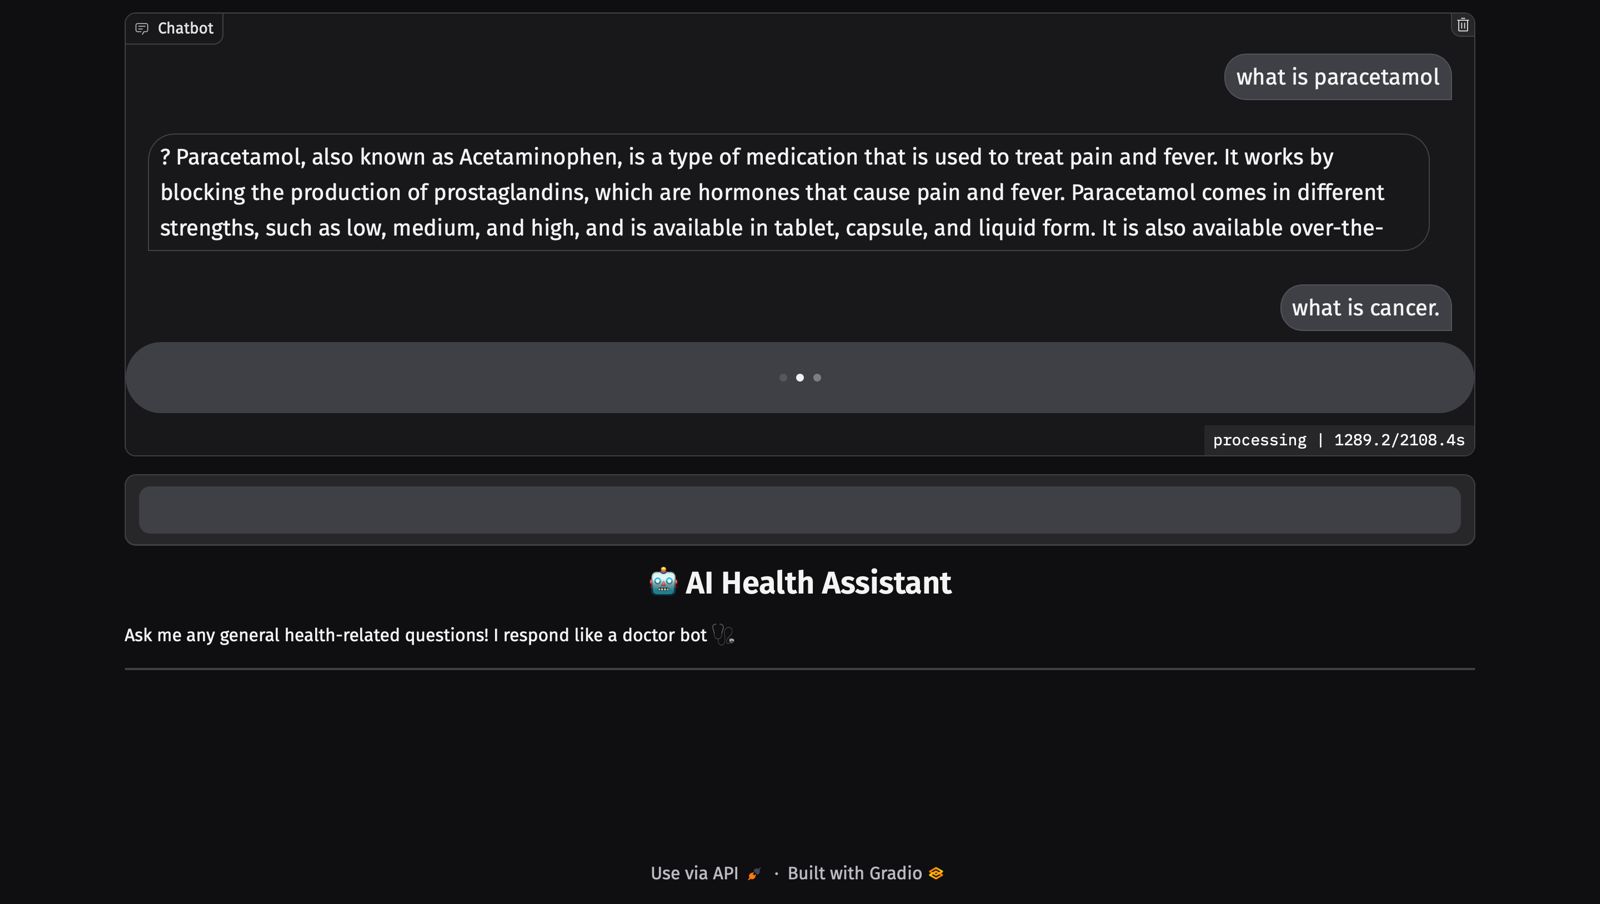 Chatbot
what is paracetamol
? Paracetamol, also known as Acetaminophen, is a type of medication that is used to treat pain and fever. It works by
blocking the production of prostaglandins, which are hormones that cause pain and fever. Paracetamol comes in different
strengths, such as low, medium, and high, and is available in tablet, capsule, and liquid form. It is also available over-the-
what is cancer.
processing | 1289.2/2108.4s
🤖 AI Health Assistant
Ask me any general health-related questions! I respond like a doctor bot 🩺
Use via API 🚀 · Built with Gradio